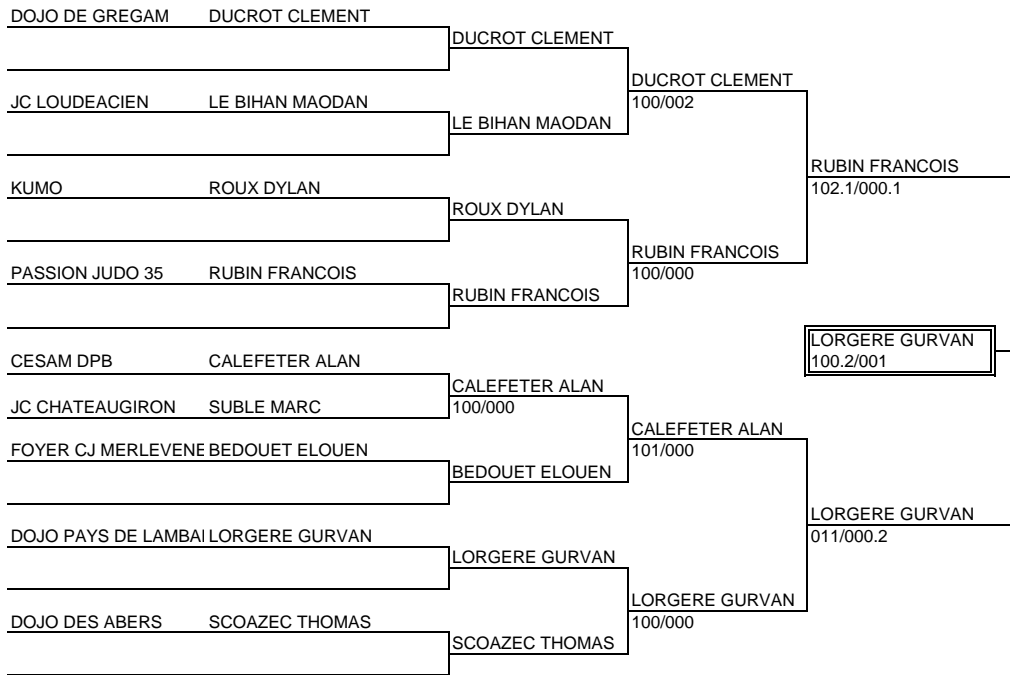 DOJO DE GREGAM DUCROT CLEMENT
DUCROT CLEMENT
DUCROT CLEMENT
100/002
JC LOUDEACIEN LE BIHAN MAODAN
LE BIHAN MAODAN
RUBIN FRANCOIS
102.1/000.1
KUMO ROUX DYLAN
ROUX DYLAN
RUBIN FRANCOIS
100/000
PASSION JUDO 35 RUBIN FRANCOIS
RUBIN FRANCOIS
LORGERE GURVAN
100.2/001
CESAM DPB CALEFETER ALAN
CALEFETER ALAN
100/000
JC CHATEAUGIRON SUBLE MARC
CALEFETER ALAN
101/000
FOYER CJ MERLEVENE BEDOUET ELOUEN
BEDOUET ELOUEN
LORGERE GURVAN
011/000.2
DOJO PAYS DE LAMBAI LORGERE GURVAN
LORGERE GURVAN
LORGERE GURVAN
100/000
DOJO DES ABERS SCOAZEC THOMAS
SCOAZEC THOMAS